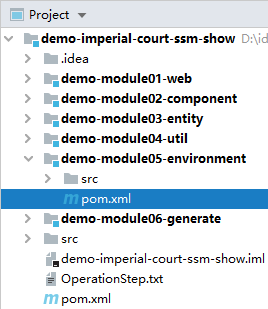 Project
demo-imperial-court-ssm-show D:\id
.idea
demo-module01-web
demo-module02-component
demo-module03-entity
demo-module04-util
demo-module05-environment
src
pom.xml
demo-module06-generate
src
demo-imperial-court-ssm-show.iml
OperationStep.txt
pom.xml